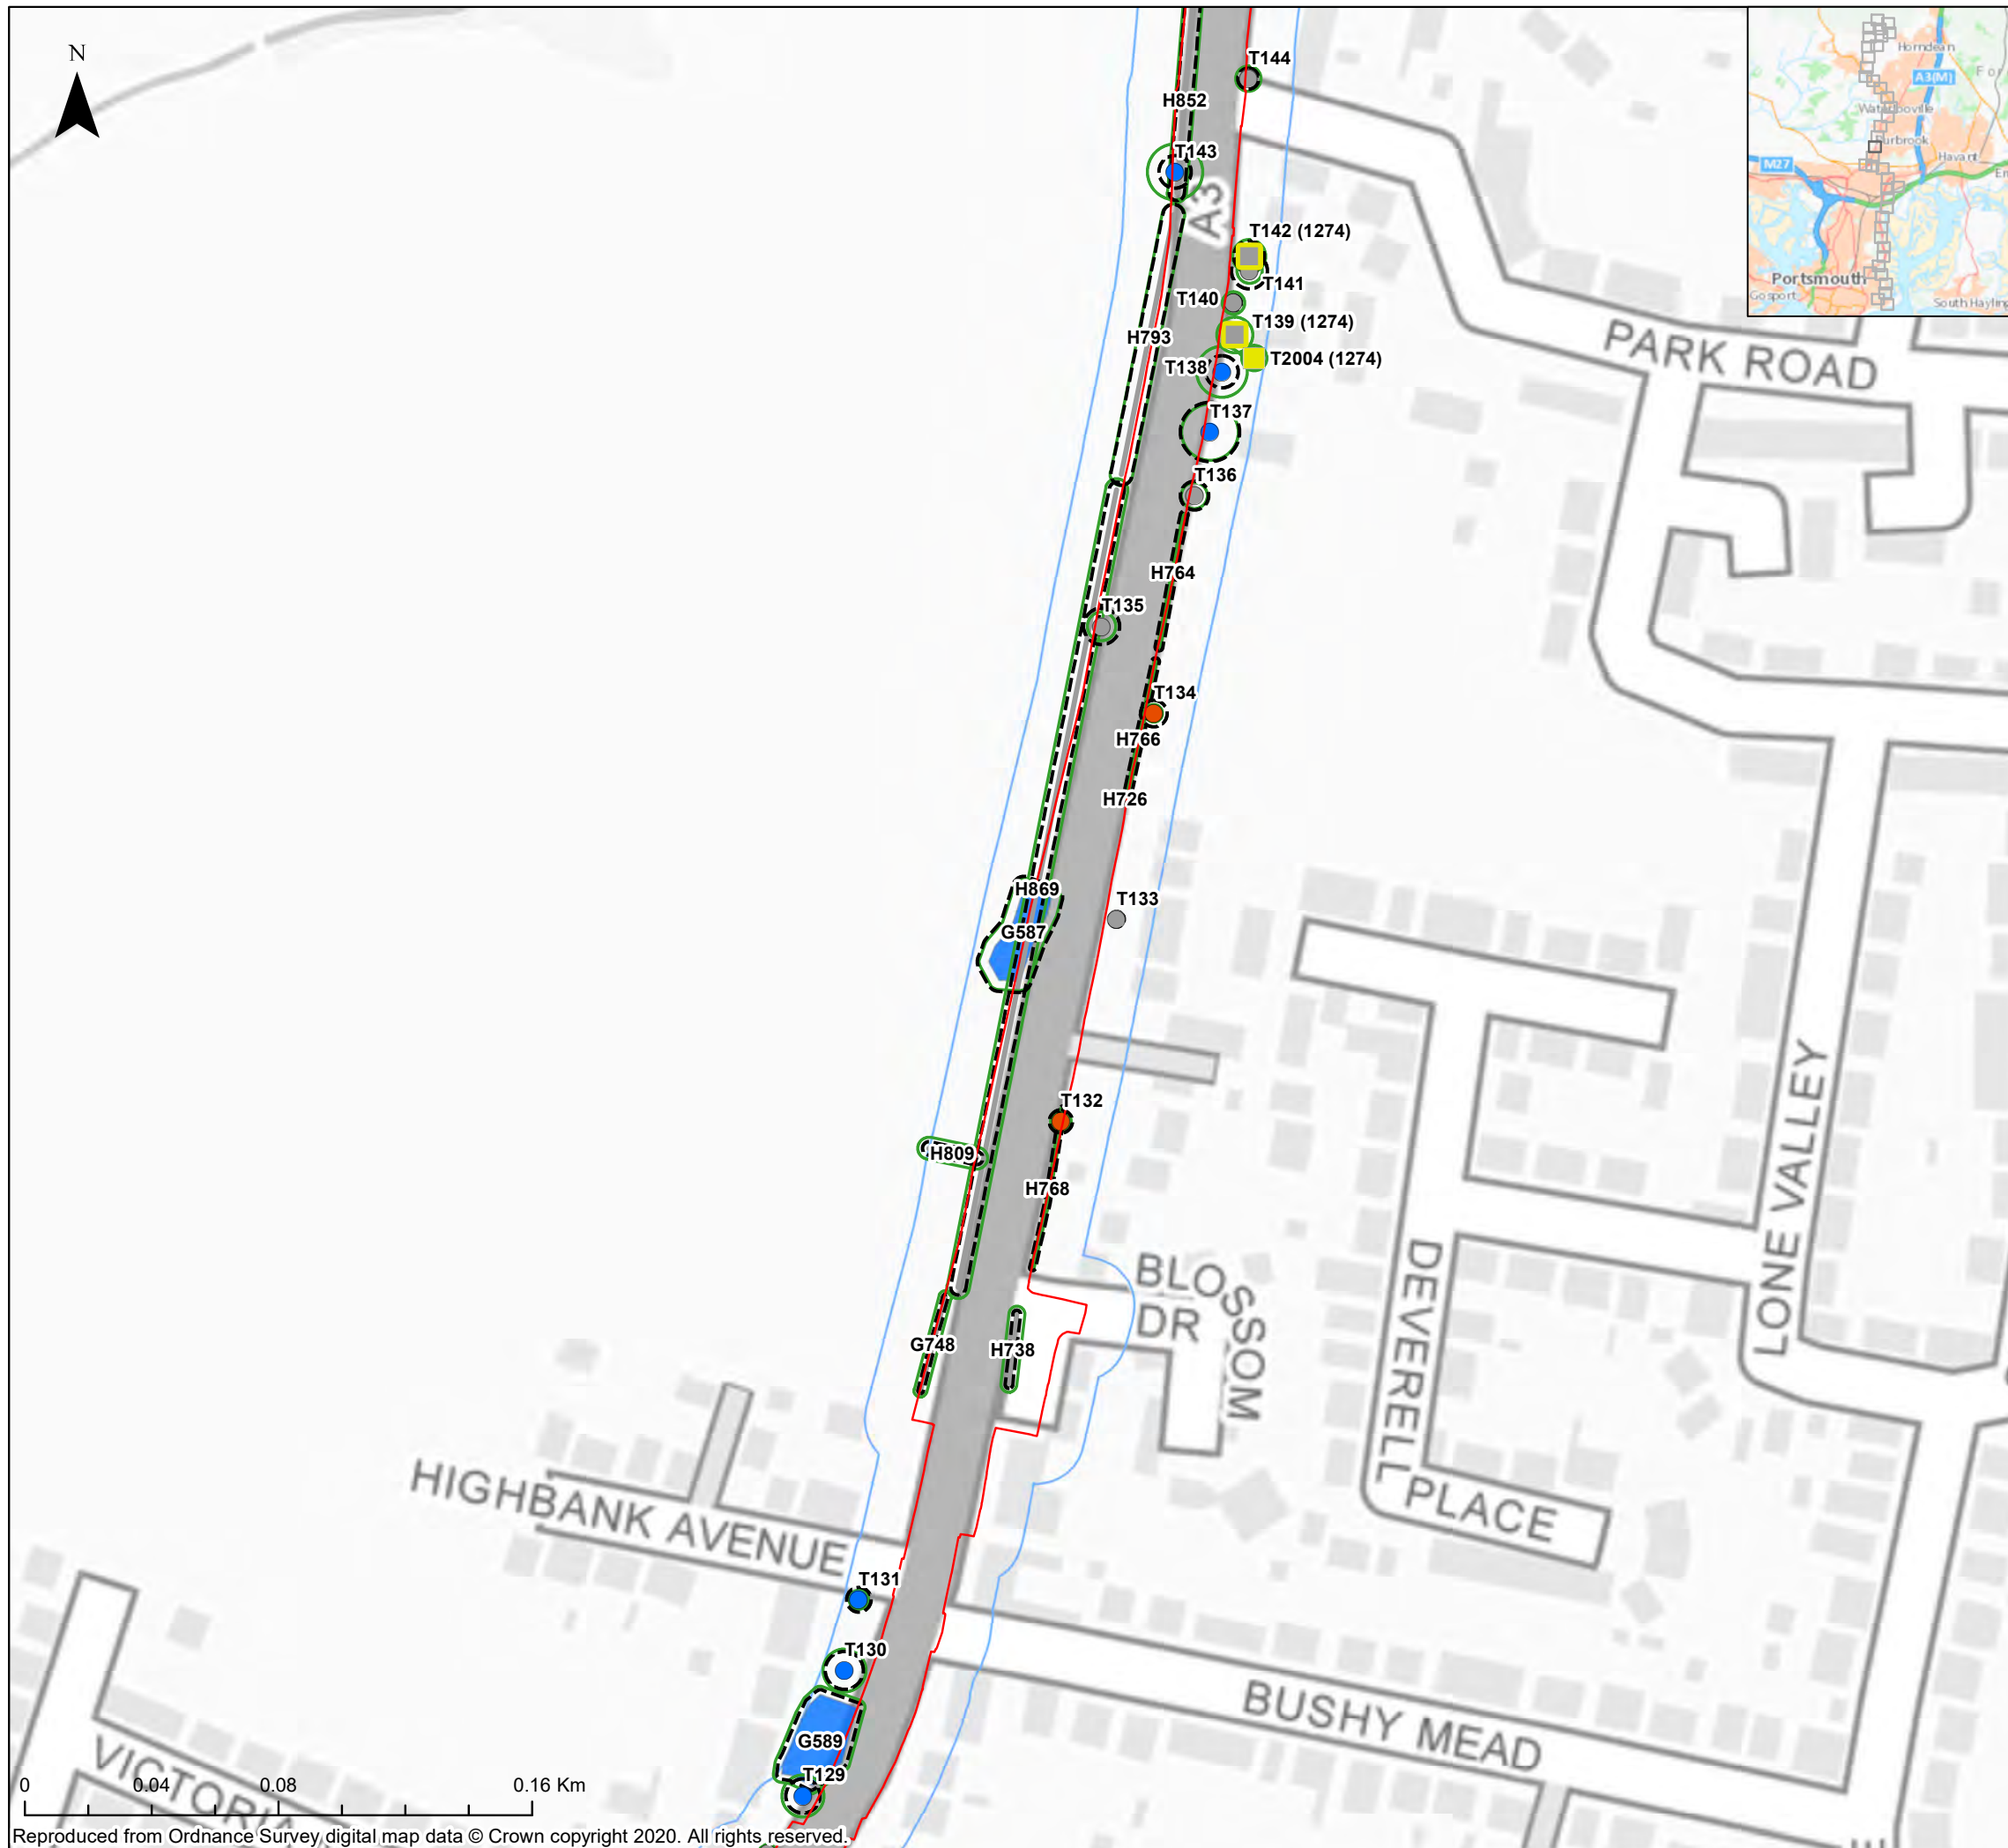 N
T144
H852
T143
A3
T142 (1274)
T141
T140
T139 (1274)
H793
T2004 (1274)
T138
T137
T136
H764
T135
T134
H766
H726
H869
T133
G587
T132
H809
H768
G748
H738
T131
T130
G589
T129
PARK ROAD
LONE VALLEY
BLOSSOM
DR
DEVERELL
PLACE
HIGHBANK AVENUE
BUSHY MEAD
VICTORIA
Horndean
A3(M)
For
Waterlooville
Purbrook
Havant
Em
M27
Portsmouth
Gosport
South Hayling
0 0.04 0.08 0.16 Km
Reproduced from Ordnance Survey digital map data © Crown copyright 2020. All rights reserved.